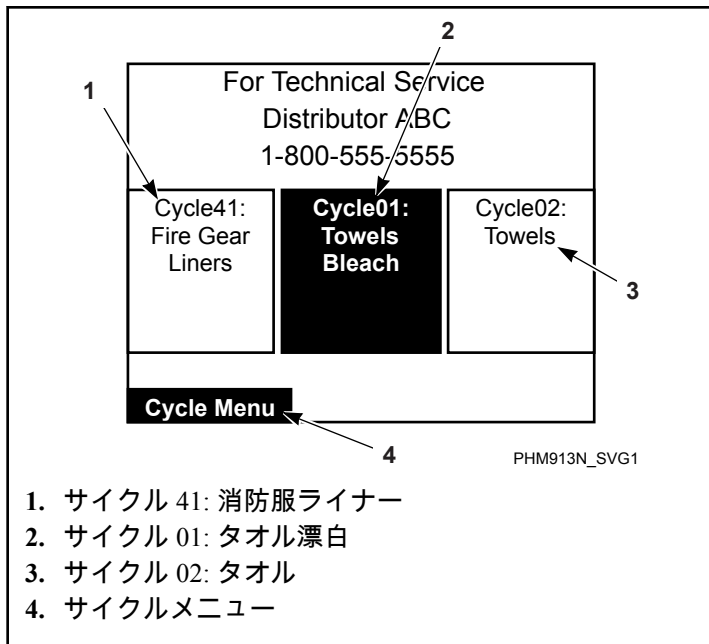 2
1
For Technical Service
Distributor ABC
1-800-555-5555
Cycle41:
Fire Gear
Liners
Cycle01:
Towels
Bleach
Cycle02:
Towels
3
Cycle Menu
4
PHM913N_SVG1
1. サイクル 41: 消防服ライナー
2. サイクル 01: タオル漂白
3. サイクル 02: タオル
4. サイクルメニュー